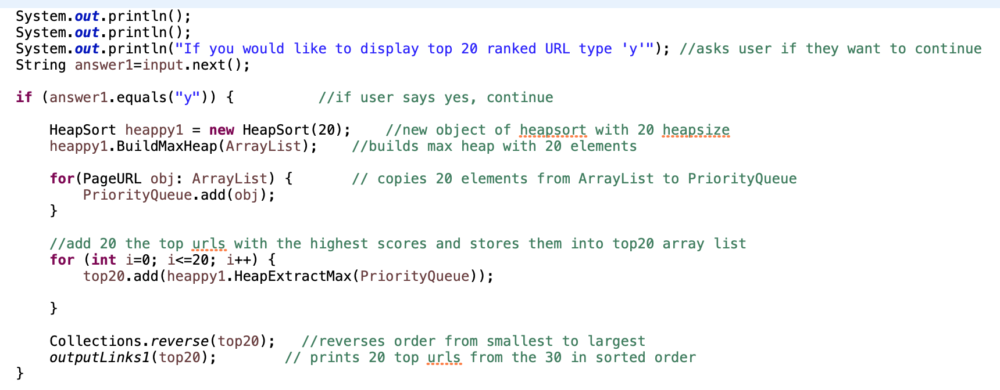 System.out.println();
System.out.println();
System.out.println("If you would like to display top 20 ranked URL type 'y'"); //asks user if they want to continue
String answer1=input.next();
if (answer1.equals("y")) { //if user says yes, continue
HeapSort heappy1 = new HeapSort(20); //new object of heapsort with 20 heapsize
heappy1.BuildMaxHeap(ArrayList); //builds max heap with 20 elements
for(PageURL obj: ArrayList) { // copies 20 elements from ArrayList to PriorityQueue
PriorityQueue.add(obj);
}
//add 20 the top urls with the highest scores and stores them into top20 array list
for (int i=0; i<=20; i++) {
top20.add(heappy1.HeapExtractMax(PriorityQueue));
}
Collections.reverse(top20); //reverses order from smallest to largest
outputLinks1(top20); // prints 20 top urls from the 30 in sorted order
}